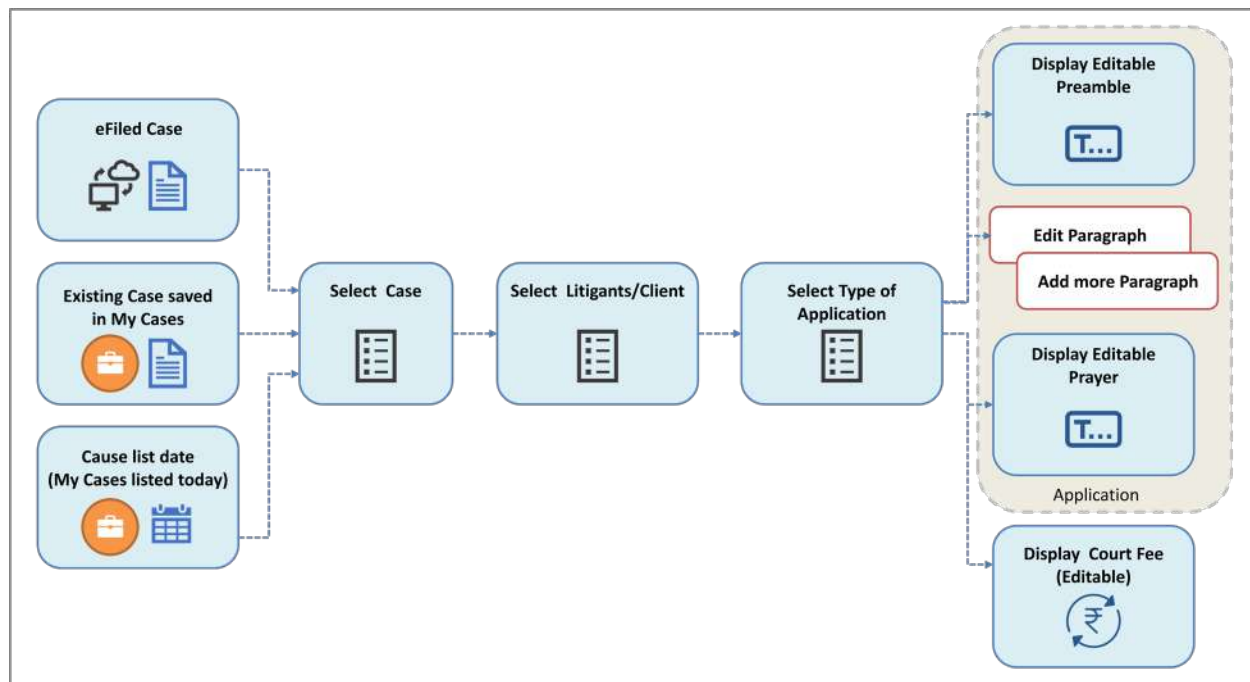 eFiled Case
Existing Case saved
in My Cases
Cause list date
(My Cases listed today)
Select Case
Select Litigants/Client
Select Type of
Application
Display Editable
Preamble
T...
Edit Paragraph
Add more Paragraph
Display Editable
Prayer
T...
Application
Display Court Fee
(Editable)
₹